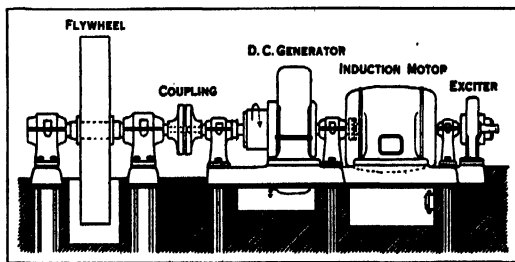 FLYWHEEL
COUPLING
D.C. GENERATOR
INDUCTION MOTOP
EXCITER